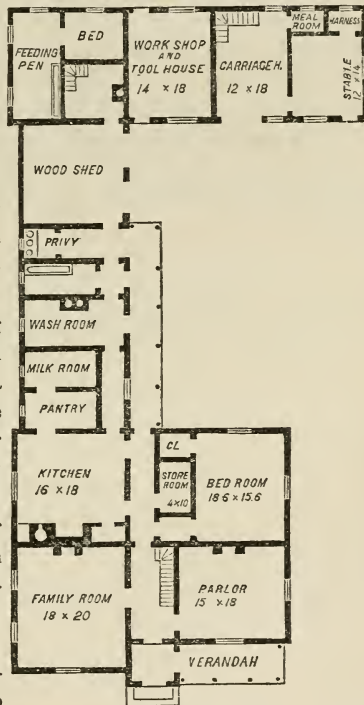 FEEDING
PEN
BED
WORK SHOP
AND
TOOL HOUSE
14 × 18
CARRIAGE H.
12 × 18
MEAL
ROOM
HARNESS
STABLE
12 × 14
WOOD SHED
PRIVY
WASH ROOM
MILK ROOM
PANTRY
KITCHEN
16 × 18
CL
STORE
ROOM
4×10
BED ROOM
18·6 × 15.6
FAMILY ROOM
18 × 20
PARLOR
15 × 18
VERANDAH